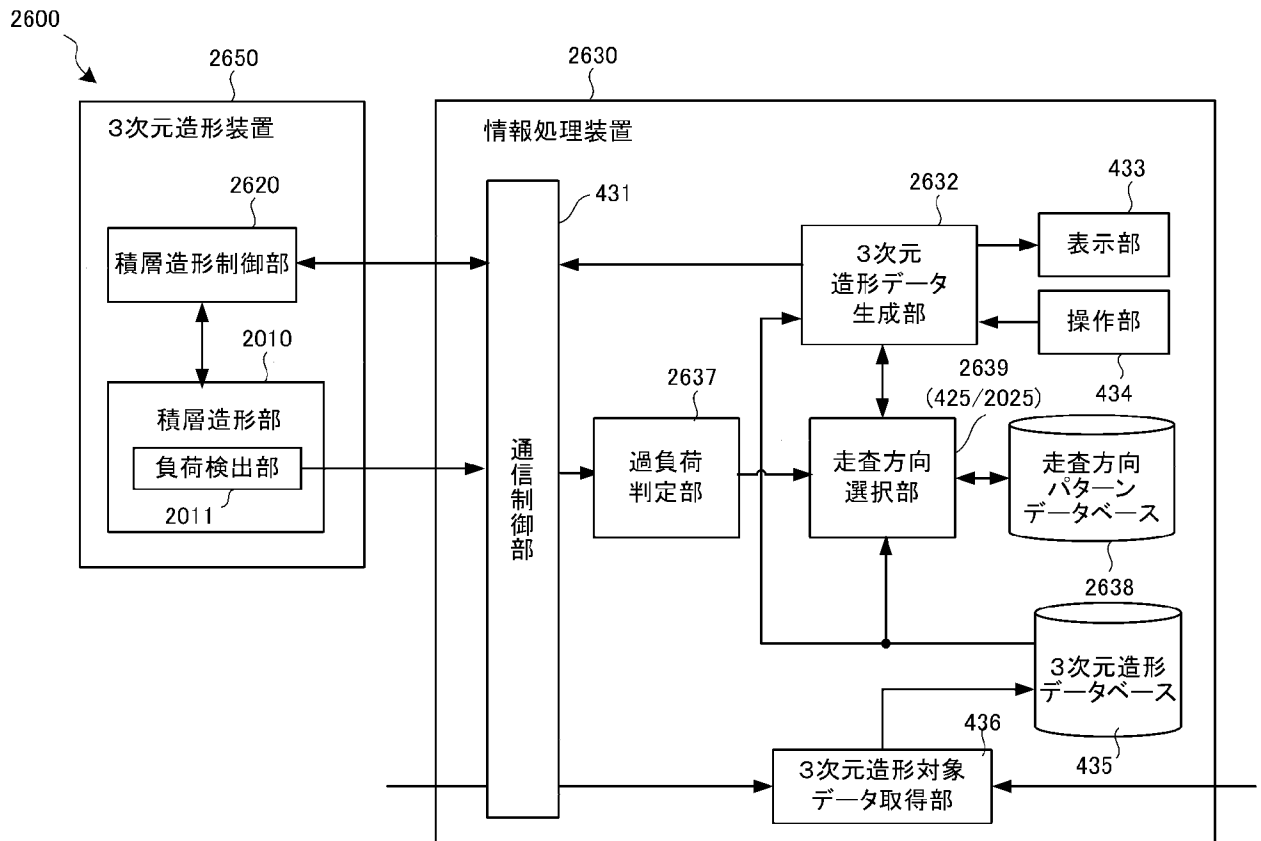 2600
2650
3次元造形装置
2620
積層造形制御部
2010
積層造形部
負荷検出部
2011
2630
情報処理装置
431
通信制御部
2632
3次元
造形データ
生成部
433
表示部
操作部
434
2637
過負荷
判定部
2639
(425/2025)
走査方向
選択部
走査方向
パターン
データベース
2638
3次元造形
データベース
435
436
3次元造形対象
データ取得部